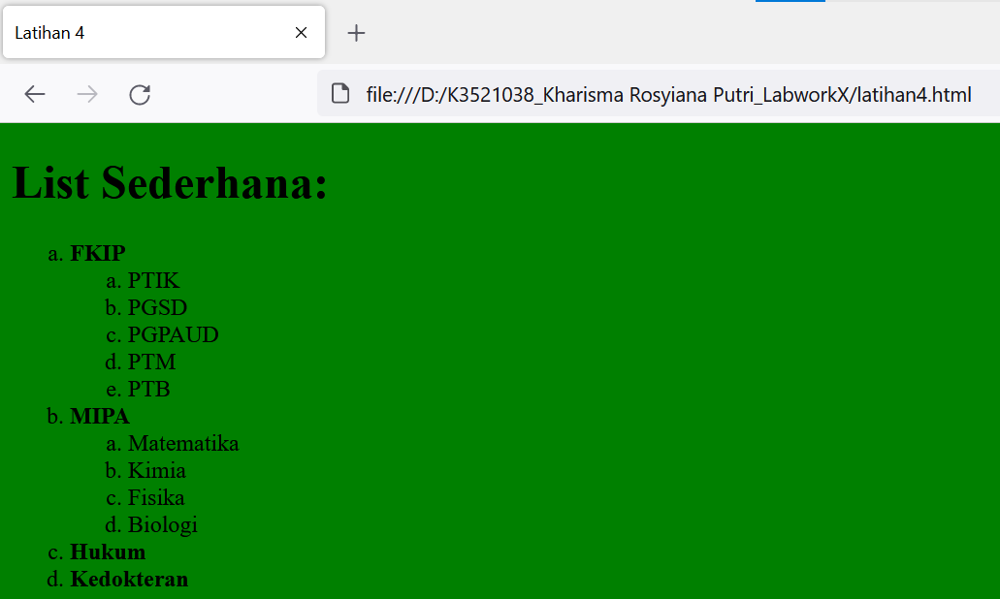 Latihan 4
file:///D:/K3521038_Kharisma Rosyiana Putri_LabworkX/latihan4.html
List Sederhana:
a. FKIP
a. PTIK
b. PGSD
c. PGPAUD
d. PTM
e. PTB
b. MIPA
a. Matematika
b. Kimia
c. Fisika
d. Biologi
c. Hukum
d. Kedokteran